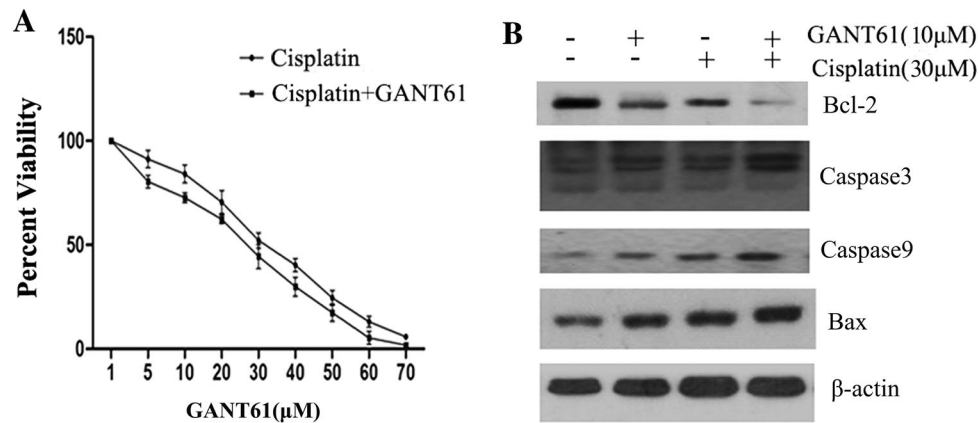 A
Percent Viability
150
100
50
0
Cisplatin
Cisplatin+GANT61
1 5 10 20 30 40 50 60 70
GANT61(μM)
B
- + - + GANT61(10μM)
- - + + Cisplatin(30μM)
Bcl-2
Caspase3
Caspase9
Bax
β-actin